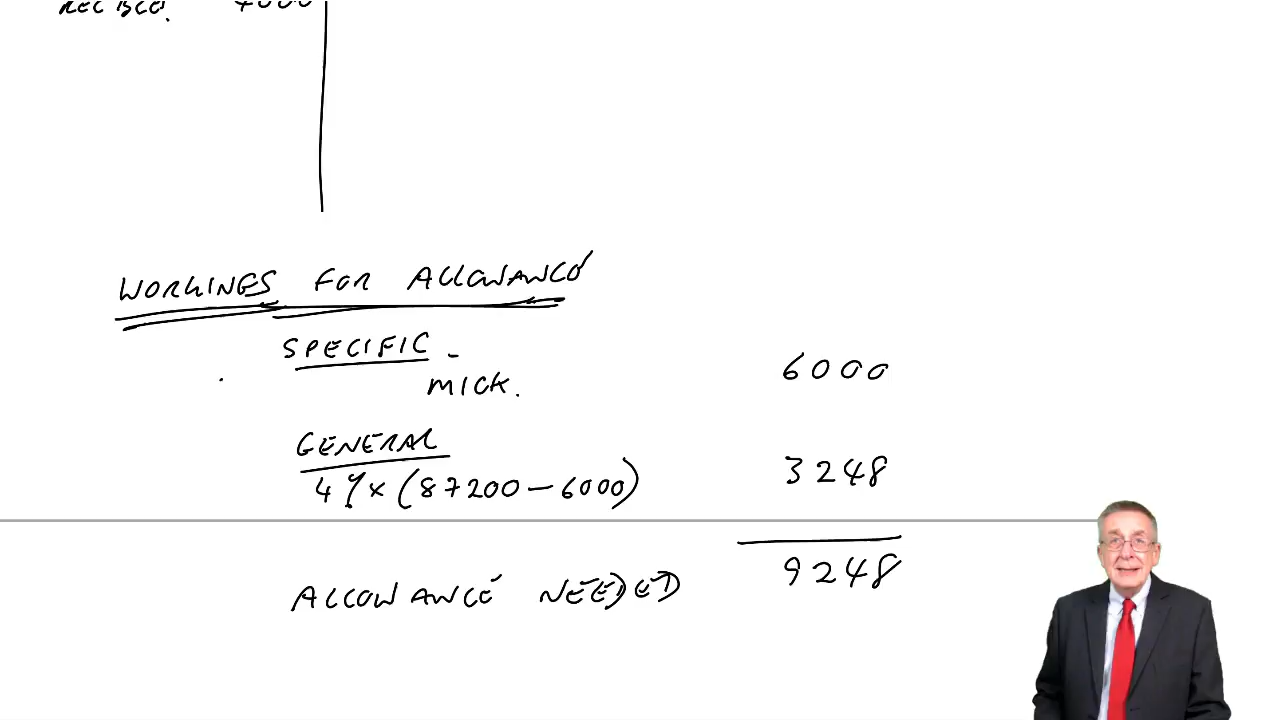 WORKINGS FOR ALLOWANCE
SPECIFIC -
MICK. 6000
GENERAL
4% x (87200 - 6000) 3248
ALLOWANCE NEEDED 9248